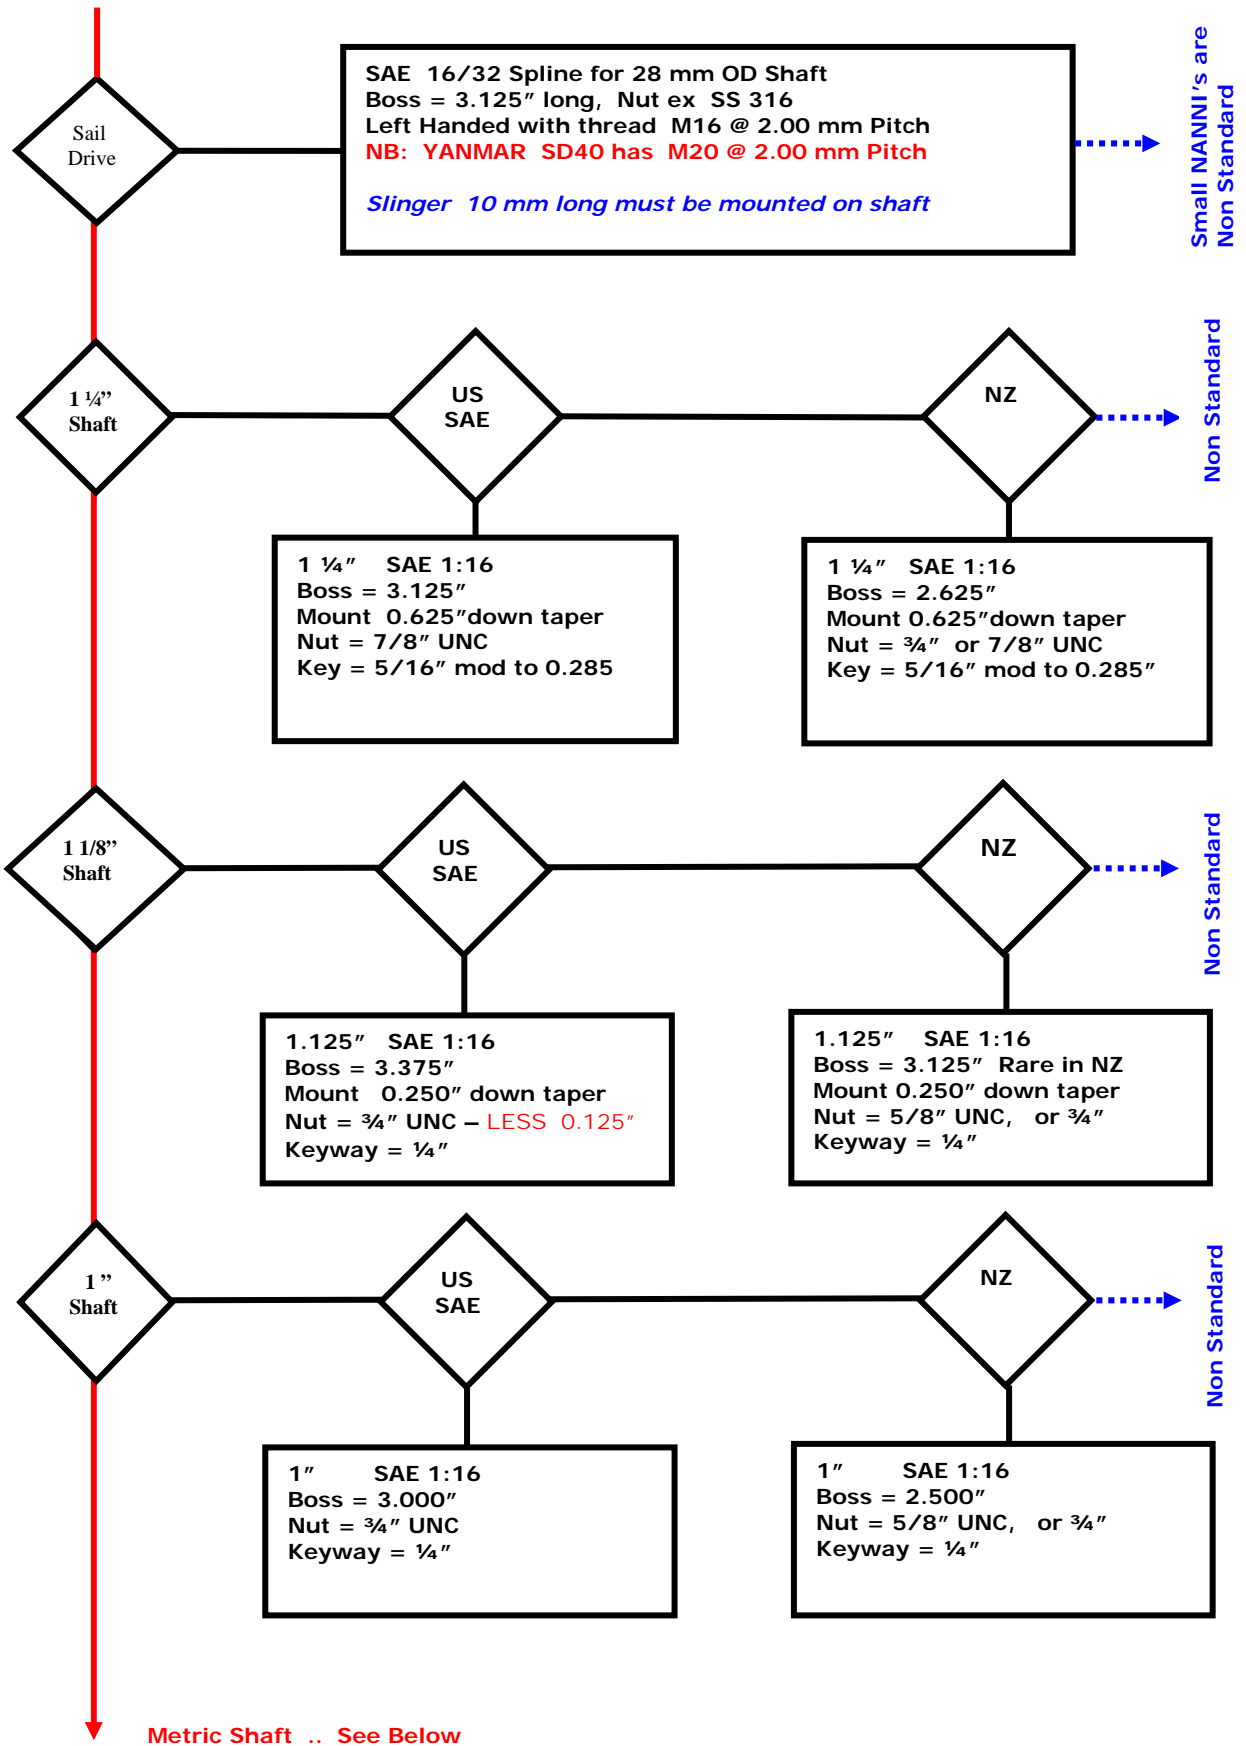 Sail
Drive
SAE 16/32 Spline for 28 mm OD Shaft
Boss = 3.125" long, Nut ex SS 316
Left Handed with thread M16 @ 2.00 mm Pitch
NB: YANMAR SD40 has M20 @ 2.00 mm Pitch
Slinger 10 mm long must be mounted on shaft
Small NANNI's are
Non Standard
1 ¼”
Shaft
US
SAE
NZ
Non Standard
1 ¼" SAE 1:16
Boss = 3.125"
Mount 0.625"down taper
Nut = 7/8" UNC
Key = 5/16" mod to 0.285
1 ¼" SAE 1:16
Boss = 2.625"
Mount 0.625"down taper
Nut = ¾" or 7/8" UNC
Key = 5/16" mod to 0.285"
1 1/8”
Shaft
US
SAE
NZ
Non Standard
1.125" SAE 1:16
Boss = 3.375"
Mount 0.250" down taper
Nut = ¾" UNC – LESS 0.125"
Keyway = ¼"
1.125" SAE 1:16
Boss = 3.125" Rare in NZ
Mount 0.250" down taper
Nut = 5/8" UNC, or ¾"
Keyway = ¼"
1 ”
Shaft
US
SAE
NZ
Non Standard
1" SAE 1:16
Boss = 3.000"
Nut = ¾" UNC
Keyway = ¼"
1" SAE 1:16
Boss = 2.500"
Nut = 5/8" UNC, or ¾"
Keyway = ¼"
Metric Shaft .. See Below